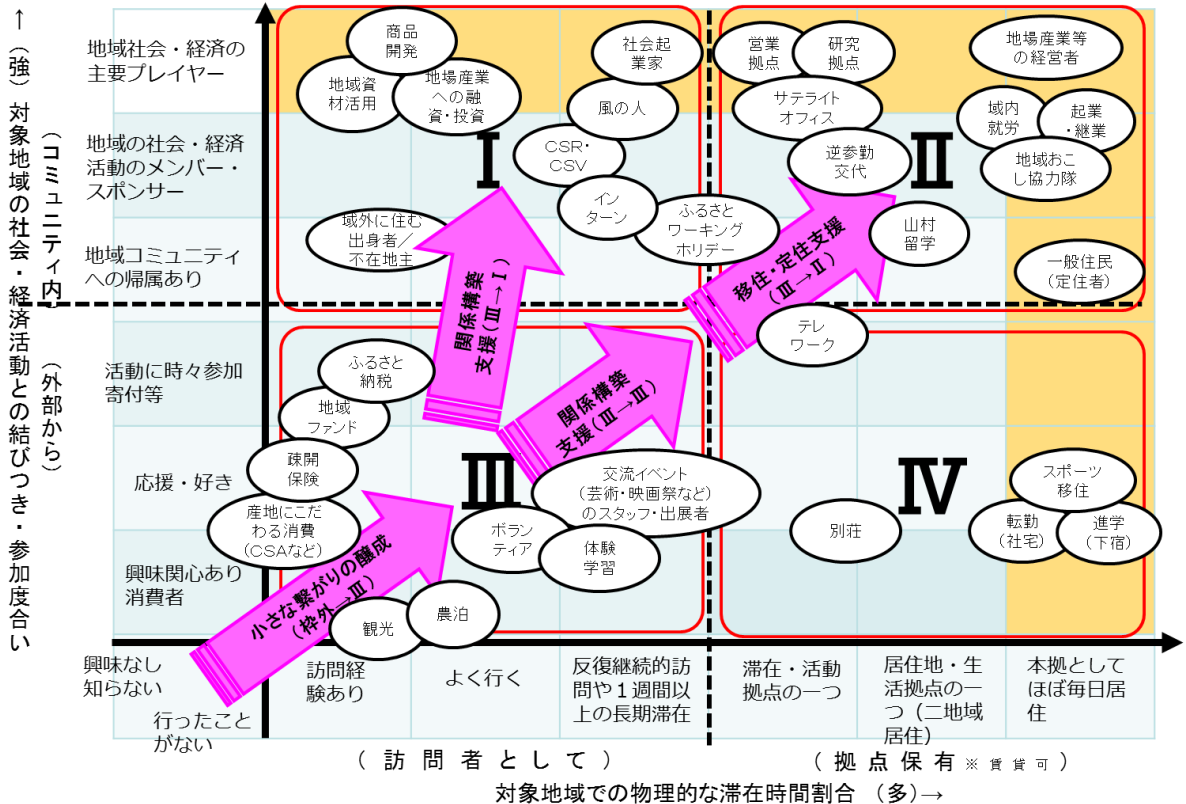 ← （強） 対象地域の社会・経済活動との結びつき・参加度合い
（コミュニティ内）
（外部から）
地域社会・経済の
主要プレイヤー
地域の社会・経済
活動のメンバー・
スポンサー
地域コミュニティ
への帰属あり
活動に時々参加
寄付等
応援・好き
興味関心あり
消費者
興味なし
知らない
商品
開発
地域資
材活用
地場産業
への融
資・投資
社会起
業家
風の人
CSR・
CSV
イン
ターン
ふるさと
ワーキング
ホリデー
域外に住む
出身者／
不在地主
Ⅰ
営業
拠点
研究
拠点
サテライト
オフィス
逆参勤
交代
山村
留学
地場産業等
の経営者
域内
就労
起業
・継業
地域おこ
し協力隊
一般住民
（定住者）
Ⅱ
関係構築
支援（Ⅲ→Ⅰ）
関係構築
支援（Ⅲ→Ⅲ）
移住・定住支援
（Ⅲ→Ⅱ）
小さな繋がりの醸成
（枠外→Ⅲ）
ふるさと
納税
地域
ファンド
疎開
保険
産地にこだ
わる消費
（CSAなど）
Ⅲ
交流イベント
（芸術・映画祭など）
のスタッフ・出展者
ボラン
ティア
体験
学習
観光
農泊
テレ
ワーク
Ⅳ
別荘
スポーツ
移住
転勤
（社宅）
進学
（下宿）
行ったこと
がない
訪問経
験あり
よく行く
反復継続的訪
問や１週間以
上の長期滞在
滞在・活動
拠点の一つ
居住地・生
活拠点の一
つ（二地域
居住）
本拠として
ほぼ毎日居
住
（訪問者として）
（拠点保有※賃貸可）
対象地域での物理的な滞在時間割合 （多）→